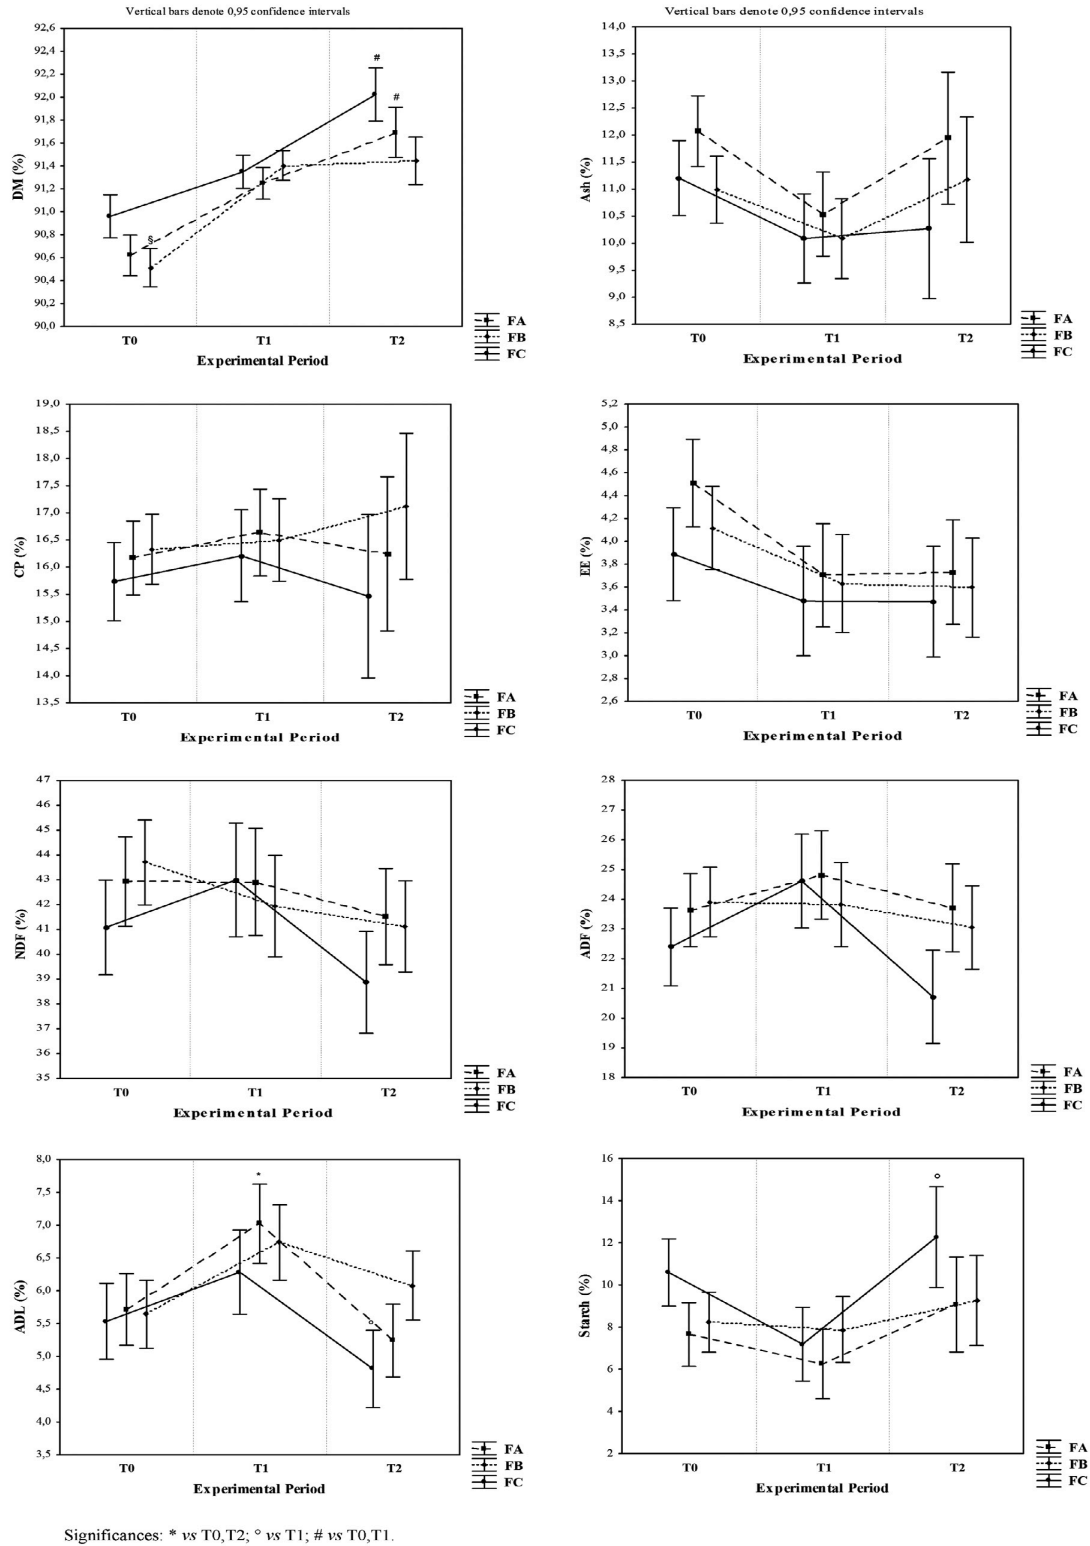 Vertical bars denote 0,95 confidence intervals
92,6
92,4
92,2
92,0
91,8
91,6
91,4
91,2
91,0
90,8
90,6
90,4
90,2
90,0
DM (%)
§
#
#
T0 T1 T2
Experimental Period
FA
FB
FC
Vertical bars denote 0,95 confidence intervals
14,0
13,5
13,0
12,5
12,0
11,5
11,0
10,5
10,0
9,5
9,0
8,5
Ash (%)
T0 T1 T2
Experimental Period
FA
FB
FC
19,0
18,5
18,0
17,5
17,0
16,5
16,0
15,5
15,0
14,5
14,0
13,5
CP (%)
T0 T1 T2
Experimental Period
FA
FB
FC
5,2
5,0
4,8
4,6
4,4
4,2
4,0
3,8
3,6
3,4
3,2
3,0
2,8
2,6
EE (%)
T0 T1 T2
Experimental Period
FA
FB
FC
47
46
45
44
43
42
41
40
39
38
37
36
35
NDF (%)
T0 T1 T2
Experimental Period
FA
FB
FC
28
27
26
25
24
23
22
21
20
19
18
ADF (%)
T0 T1 T2
Experimental Period
FA
FB
FC
8,0
7,5
7,0
6,5
6,0
5,5
5,0
4,5
4,0
3,5
ADL (%)
*
°
T0 T1 T2
Experimental Period
FA
FB
FC
16
14
12
10
8
6
4
2
Starch (%)
°
T0 T1 T2
Experimental Period
FA
FB
FC
Significances: * vs T0,T2; ° vs T1; # vs T0,T1.